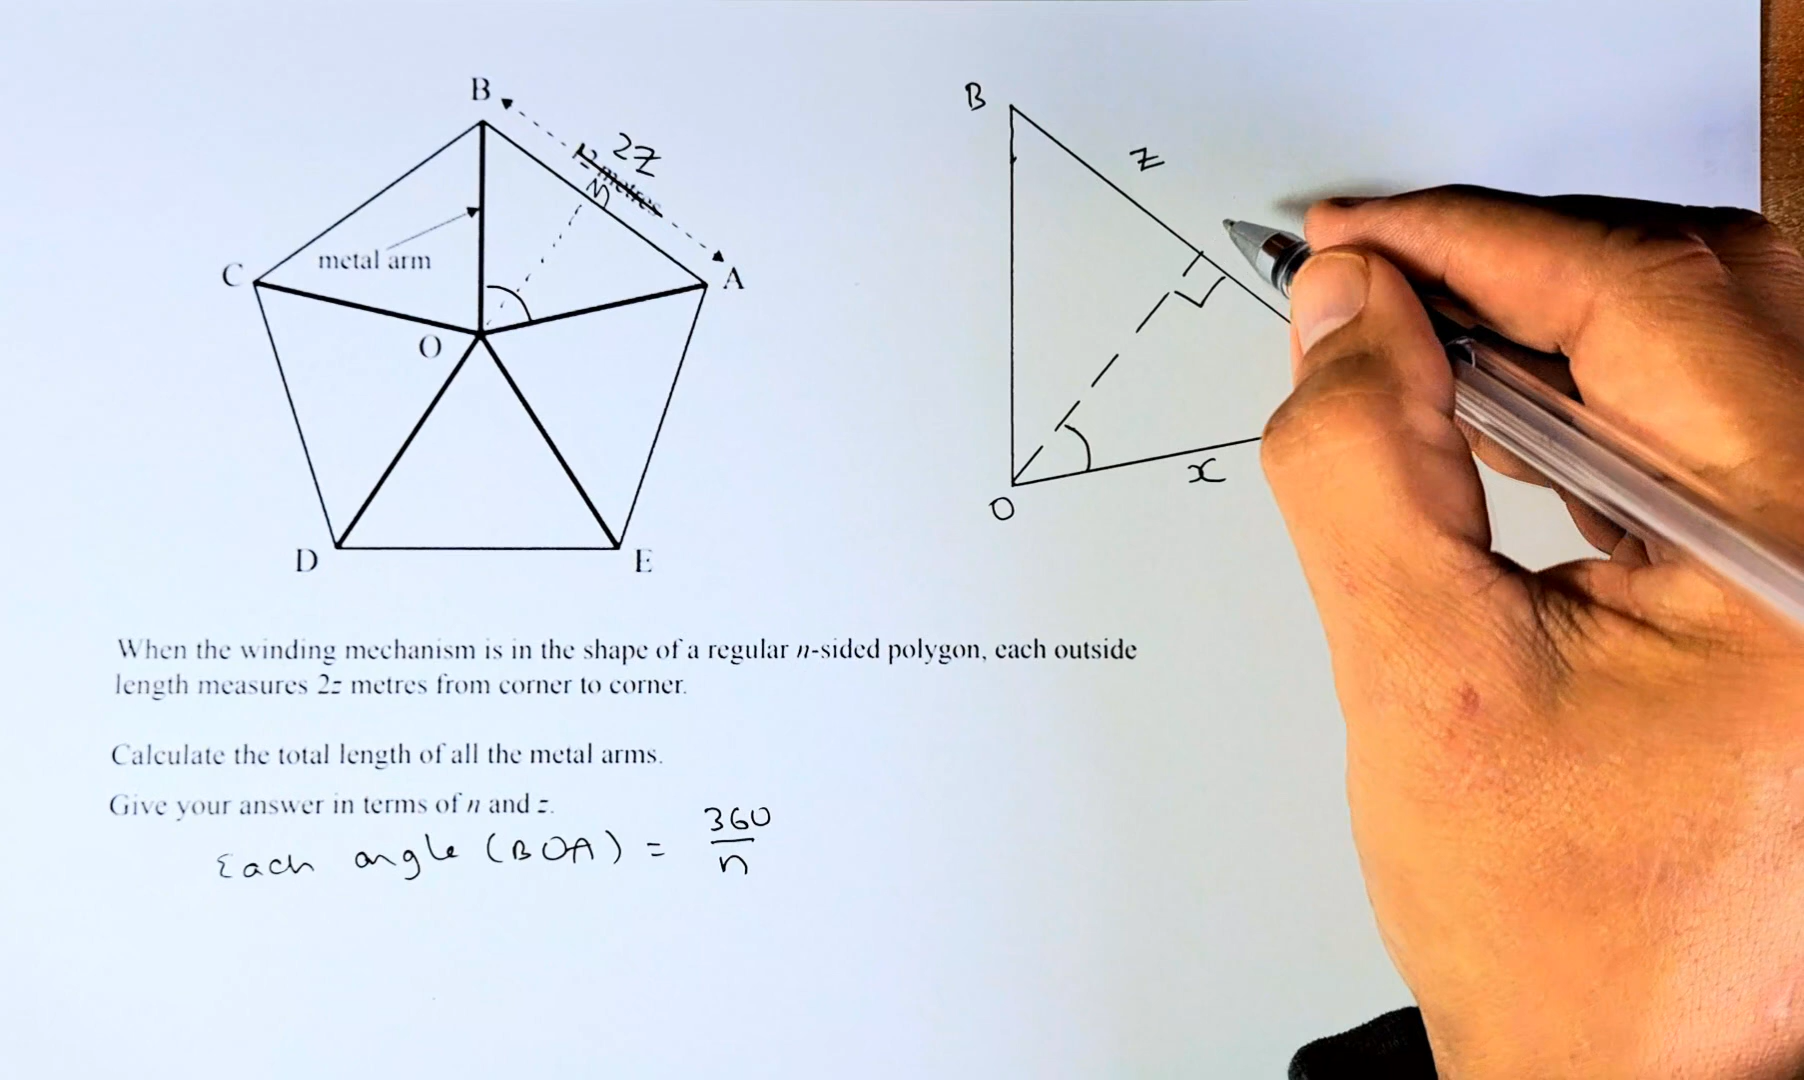 B
2Z
12 metres
N
metal arm
C
A
O
D
E
B
z
x
O
When the winding mechanism is in the shape of a regular n-sided polygon, each outside
length measures 2z metres from corner to corner.
Calculate the total length of all the metal arms.
Give your answer in terms of n and z.
Each angle (BOA) = 360/n